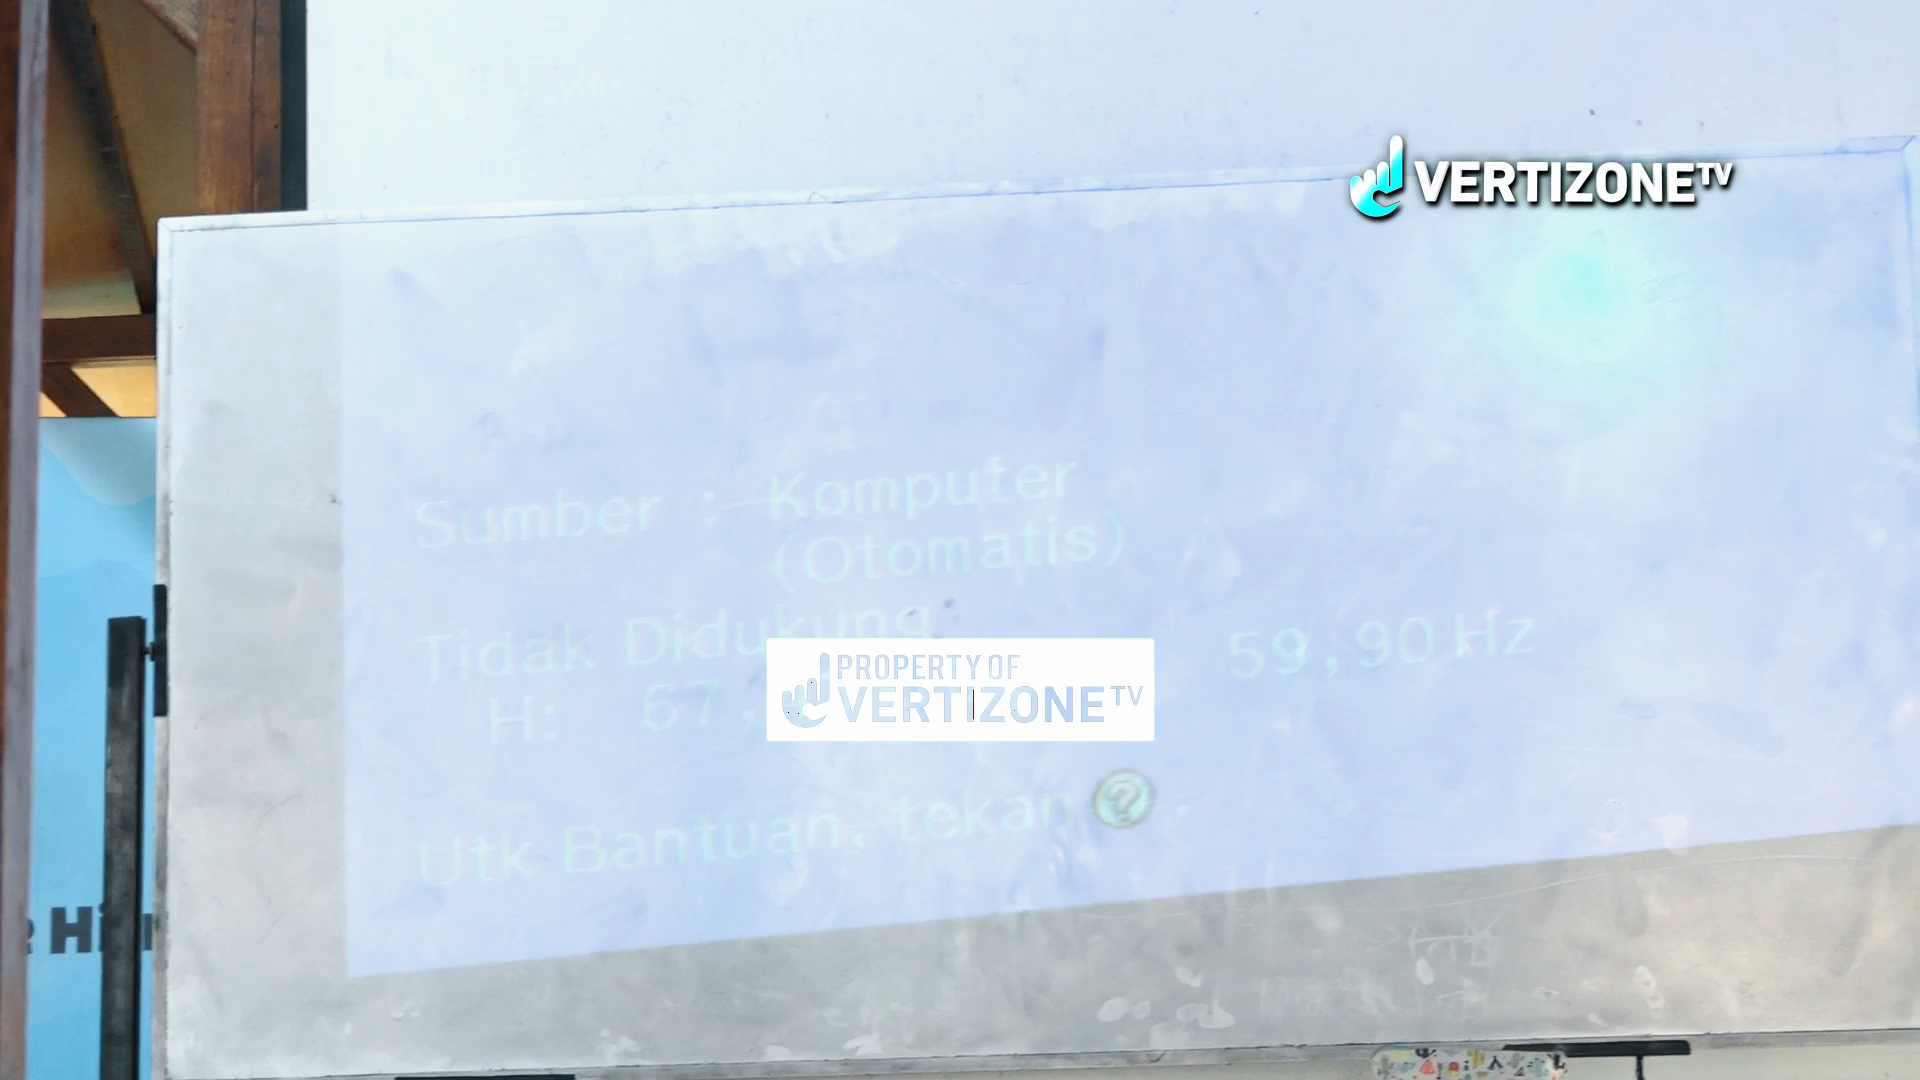 VERTIZONE TV
Sumber : Komputer
(Otomatis)
Tidak Didukung
59,90 Hz
H: 67,
PROPERTY OF
VERTIZONE TV
Utk Bantuan, tekan ? .